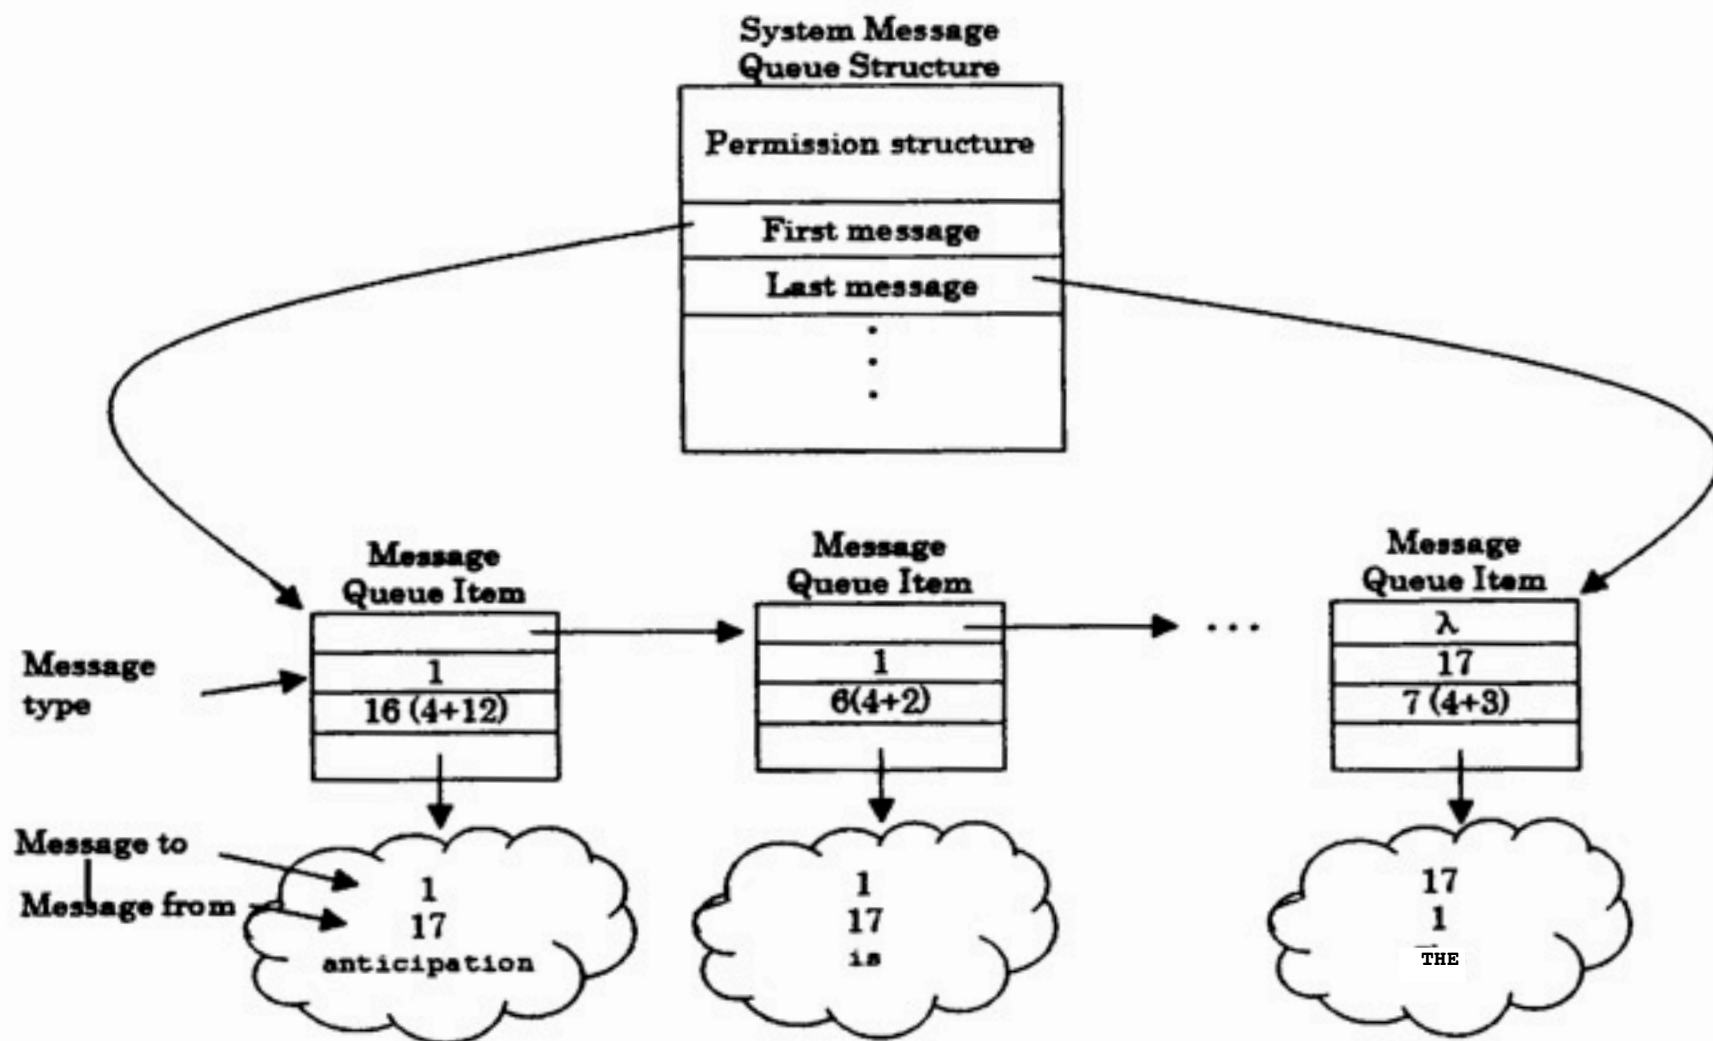 System Message
Queue Structure
Permission structure
First message
Last message
Message
Queue Item
Message
Queue Item
Message
Queue Item
λ
Message
type
1
1
17
16 (4+12)
6(4+2)
7 (4+3)
Message to
Message from
1
17
anticipation
1
17
is
17
1
THE